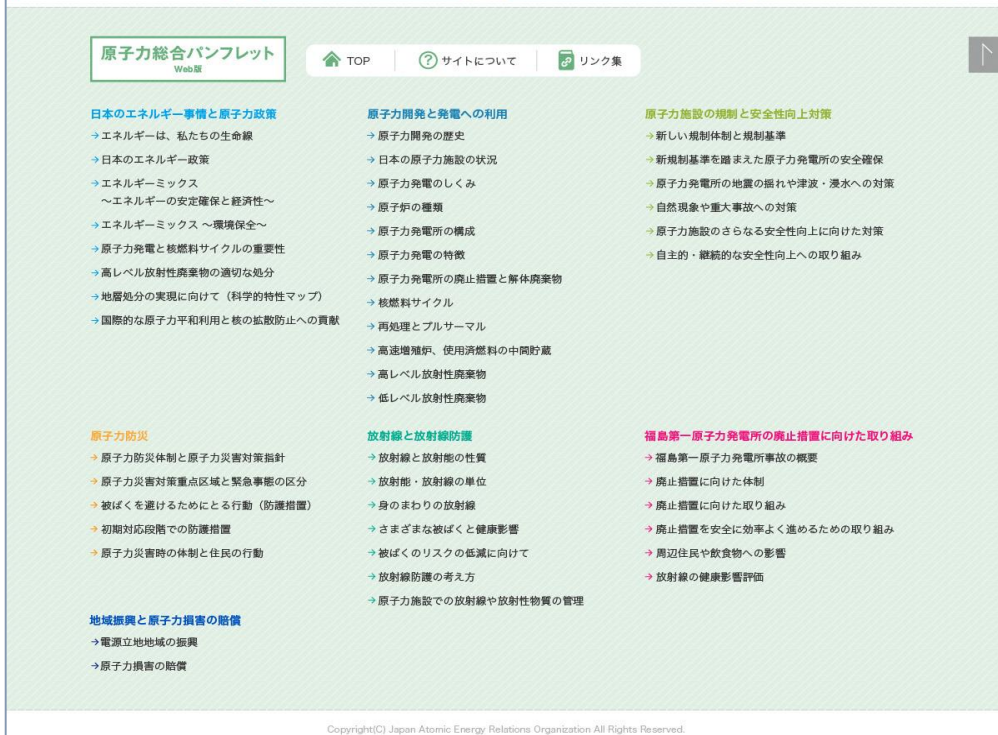 原子力総合パンフレット
Web版
TOP
サイトについて
リンク集
日本のエネルギー事情と原子力政策
→エネルギーは、私たちの生命線
→日本のエネルギー政策
→エネルギーミックス
～エネルギーの安定確保と経済性～
→エネルギーミックス ～環境保全～
→原子力発電と核燃料サイクルの重要性
→高レベル放射性廃棄物の適切な処分
→地層処分の実現に向けて（科学的特性マップ）
→国際的な原子力平和利用と核の拡散防止への貢献
原子力開発と発電への利用
→原子力開発の歴史
→日本の原子力施設の状況
→原子力発電のしくみ
→原子炉の種類
→原子力発電所の構成
→原子力発電の特徴
→原子力発電所の廃止措置と解体廃棄物
→核燃料サイクル
→再処理とプルサーマル
→高速増殖炉、使用済燃料の中間貯蔵
→高レベル放射性廃棄物
→低レベル放射性廃棄物
原子力施設の規制と安全性向上対策
→新しい規制体制と規制基準
→新規制基準を踏まえた原子力発電所の安全確保
→原子力発電所の地震の揺れや津波・浸水への対策
→自然現象や重大事故への対策
→原子力施設のさらなる安全性向上に向けた対策
→自主的・継続的な安全性向上への取り組み
原子力防災
→原子力防災体制と原子力災害対策指針
→原子力災害対策重点区域と緊急事態の区分
→被ばくを避けるためにとる行動（防護措置）
→初期対応段階での防護措置
→原子力災害時の体制と住民の行動
放射線と放射線防護
→放射線と放射能の性質
→放射能・放射線の単位
→身のまわりの放射線
→さまざまな被ばくと健康影響
→被ばくのリスクの低減に向けて
→放射線防護の考え方
→原子力施設での放射線や放射性物質の管理
福島第一原子力発電所の廃止措置に向けた取り組み
→福島第一原子力発電所事故の概要
→廃止措置に向けた体制
→廃止措置に向けた取り組み
→廃止措置を安全に効率よく進めるための取り組み
→周辺住民や飲食物への影響
→放射線の健康影響評価
地域振興と原子力損害の賠償
→電源立地地域の振興
→原子力損害の賠償
Copyright(C) Japan Atomic Energy Relations Organization All Rights Reserved.